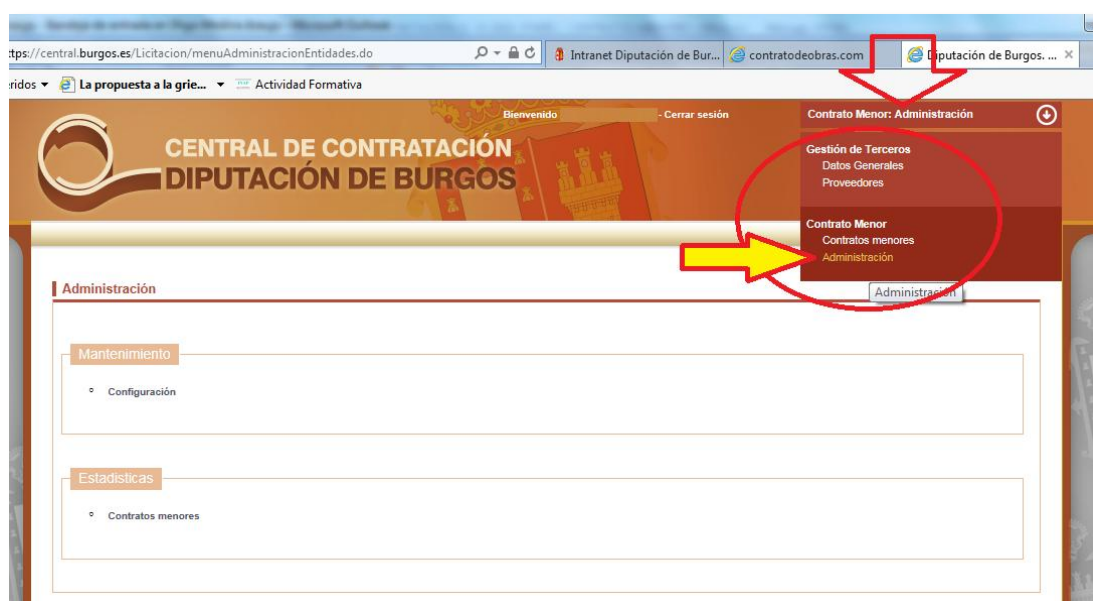 ttps://central.burgos.es/Licitacion/menuAdministracionEntidades.do
Intranet Diputación de Bur...
contratodeobras.com
Diputación de Burgos. ...
ridos
La propuesta a la grie...
Actividad Formativa
Bienvenido - Cerrar sesión
Contrato Menor: Administración
CENTRAL DE CONTRATACIÓN
DIPUTACIÓN DE BURGOS
Gestión de Terceros
Datos Generales
Proveedores
Contrato Menor
Contratos menores
Administración
Administración
Administración
Mantenimiento
Configuración
Estadisticas
Contratos menores